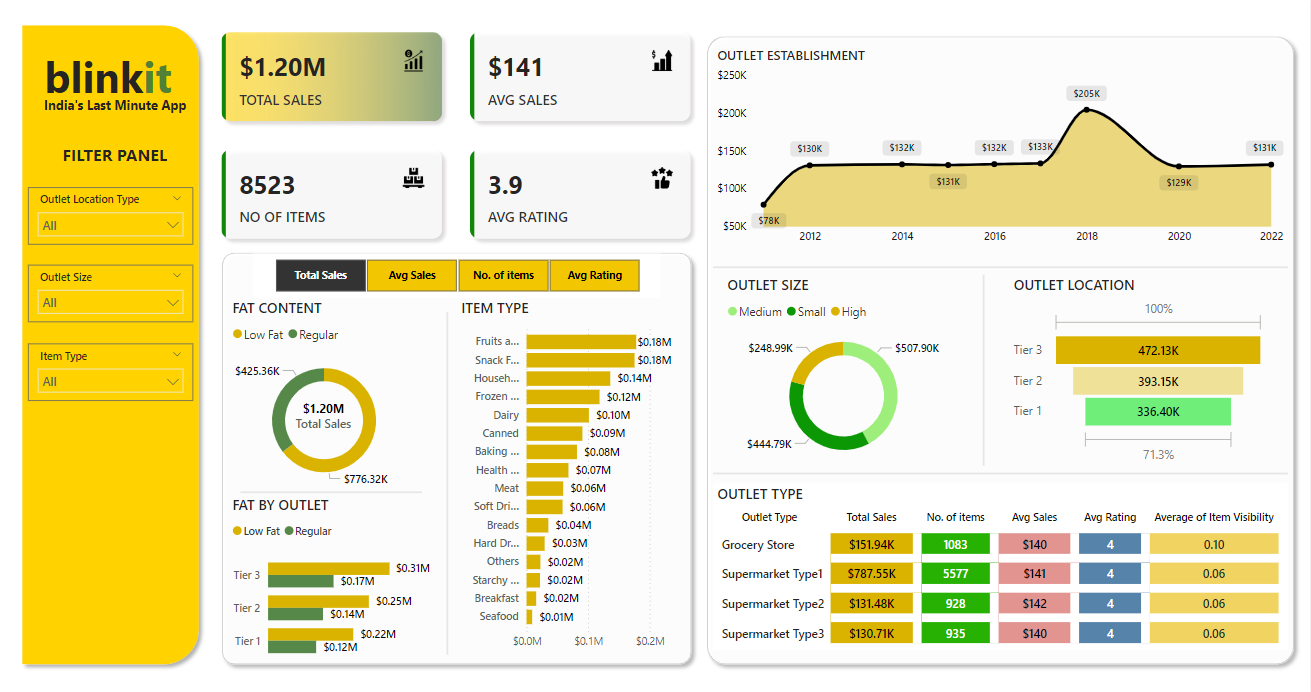 blinkit
India's Last Minute App
FILTER PANEL
Outlet Location Type
All
Outlet Size
All
Item Type
All
$1.20M
TOTAL SALES
$141
AVG SALES
8523
NO OF ITEMS
3.9
AVG RATING
Total Sales Avg Sales No. of items Avg Rating
FAT CONTENT
Low Fat Regular
$425.36K
$1.20M
Total Sales
$776.32K
FAT BY OUTLET
Low Fat Regular
Tier 3 $0.31M
$0.17M
Tier 2 $0.25M
$0.14M
Tier 1 $0.22M
$0.12M
ITEM TYPE
Fruits a... $0.18M
Snack F... $0.18M
Househ... $0.14M
Frozen ... $0.12M
Dairy $0.10M
Canned $0.09M
Baking ... $0.08M
Health ... $0.07M
Meat $0.06M
Soft Dri... $0.06M
Breads $0.04M
Hard Dr... $0.03M
Others $0.02M
Starchy ... $0.02M
Breakfast $0.02M
Seafood $0.01M
$0.0M $0.1M $0.2M
OUTLET ESTABLISHMENT
$250K
$200K
$150K
$100K
$50K
$78K $130K $132K $131K $132K $133K $205K $129K $131K
2012 2014 2016 2018 2020 2022
OUTLET SIZE
Medium Small High
$248.99K $507.90K
$444.79K
OUTLET LOCATION
100%
Tier 3 472.13K
Tier 2 393.15K
Tier 1 336.40K
71.3%
OUTLET TYPE
Outlet Type Total Sales No. of items Avg Sales Avg Rating Average of Item Visibility
Grocery Store $151.94K 1083 $140 4 0.10
Supermarket Type1 $787.55K 5577 $141 4 0.06
Supermarket Type2 $131.48K 928 $142 4 0.06
Supermarket Type3 $130.71K 935 $140 4 0.06